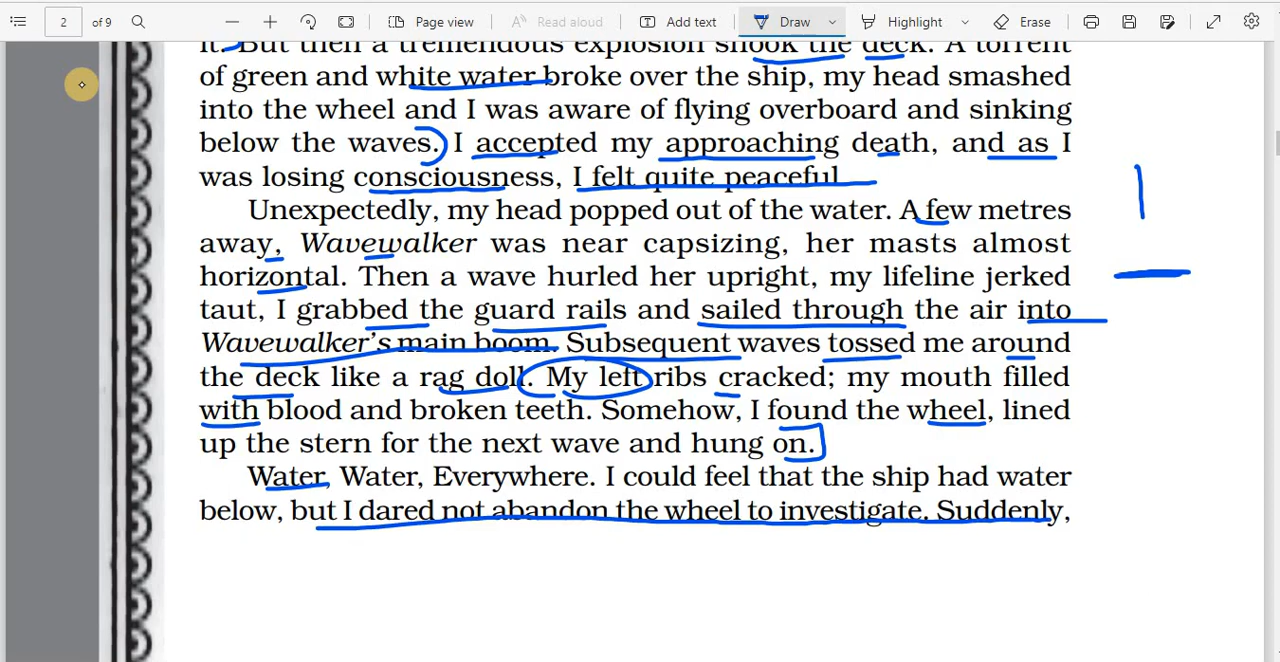 2 of 9 Page view Read aloud Add text Draw Highlight Erase
it. But then a tremendous explosion shook the deck. A torrent
of green and white water broke over the ship, my head smashed
into the wheel and I was aware of flying overboard and sinking
below the waves. I accepted my approaching death, and as I
was losing consciousness, I felt quite peaceful.
Unexpectedly, my head popped out of the water. A few metres
away, Wavewalker was near capsizing, her masts almost
horizontal. Then a wave hurled her upright, my lifeline jerked
taut, I grabbed the guard rails and sailed through the air into
Wavewalker's main boom. Subsequent waves tossed me around
the deck like a rag doll. My left ribs cracked; my mouth filled
with blood and broken teeth. Somehow, I found the wheel, lined
up the stern for the next wave and hung on.
Water, Water, Everywhere. I could feel that the ship had water
below, but I dared not abandon the wheel to investigate. Suddenly,